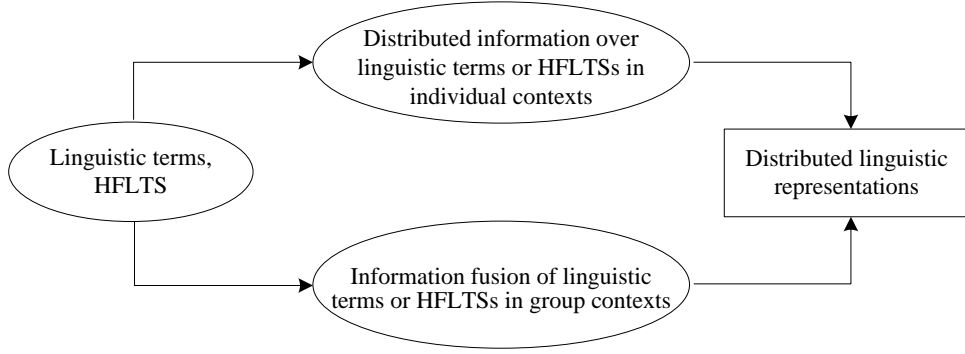 Distributed information over
linguistic terms or HFLTSs in
individual contexts
Linguistic terms,
HFLTS
Distributed linguistic
representations
Information fusion of linguistic
terms or HFLTSs in group contexts